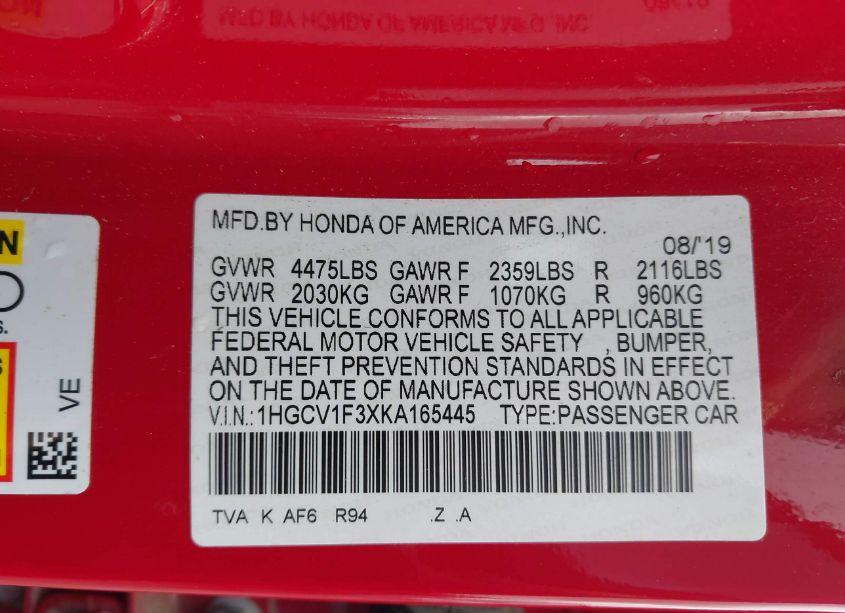 MFD.BY HONDA OF AMERICA MFG.,INC.
08/'19
GVWR 4475LBS GAWR F 2359LBS R 2116LBS
GVWR 2030KG GAWR F 1070KG R 960KG
THIS VEHICLE CONFORMS TO ALL APPLICABLE
FEDERAL MOTOR VEHICLE SAFETY , BUMPER,
AND THEFT PREVENTION STANDARDS IN EFFECT
ON THE DATE OF MANUFACTURE SHOWN ABOVE.
V.I.N.:1HGCV1F3XKA165445 TYPE:PASSENGER CAR
TVA K AF6 R94 .Z .A
VE